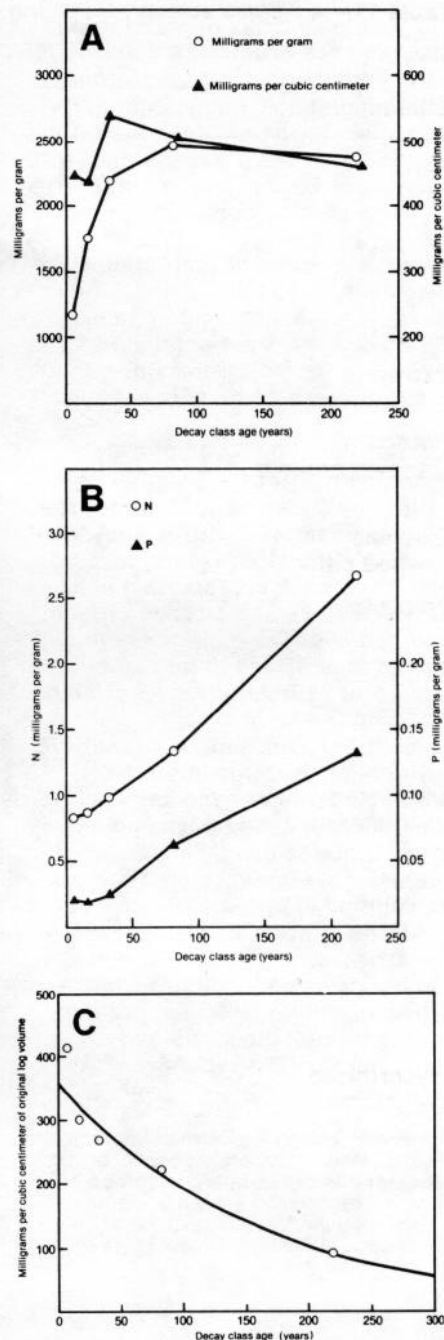 A
Milligrams per gram
Milligrams per cubic centimeter
3000
2500
2000
1500
1000
600
500
400
300
200
Milligrams per gram
Milligrams per cubic centimeter
0 50 100 150 200 250
Decay class age (years)
B
N
P
3.0
2.5
2.0
1.5
1.0
0.5
0.20
0.15
0.10
0.05
N (milligrams per gram)
P (milligrams per gram)
0 50 100 150 200 250
Decay class age (years)
C
500
400
300
200
100
Milligrams per cubic centimeter of original log volume
0 50 100 150 200 250 300
Decay class age (years)